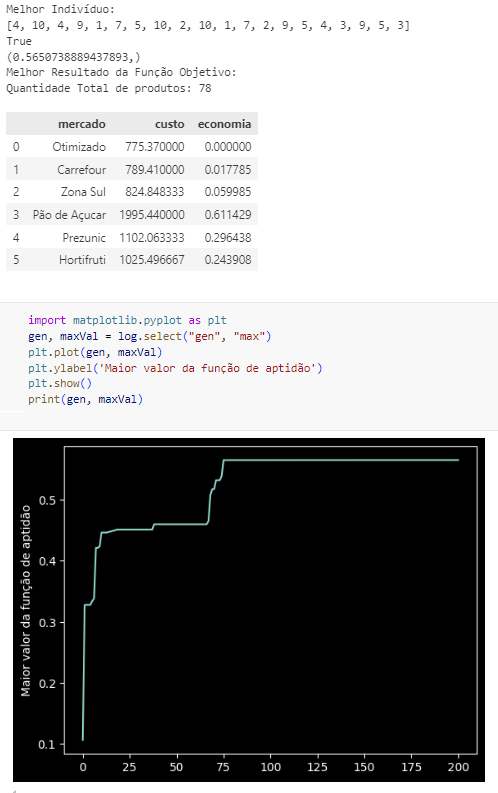 Melhor Indivíduo:
[4, 10, 4, 9, 1, 7, 5, 10, 2, 10, 1, 7, 2, 9, 5, 4, 3, 9, 5, 3]
True
(0.5650738889437893,)
Melhor Resultado da Função Objetivo:
Quantidade Total de produtos: 78
mercado custo economia
0 Otimizado 775.370000 0.000000
1 Carrefour 789.410000 0.017785
2 Zona Sul 824.848333 0.059985
3 Pão de Açucar 1995.440000 0.611429
4 Prezunic 1102.063333 0.296438
5 Hortifruti 1025.496667 0.243908
import matplotlib.pyplot as plt
gen, maxVal = log.select("gen", "max")
plt.plot(gen, maxVal)
plt.ylabel('Maior valor da função de aptidão')
plt.show()
print(gen, maxVal)
Maior valor da função de aptidão
0.5
0.4
0.3
0.2
0.1
0 25 50 75 100 125 150 175 200